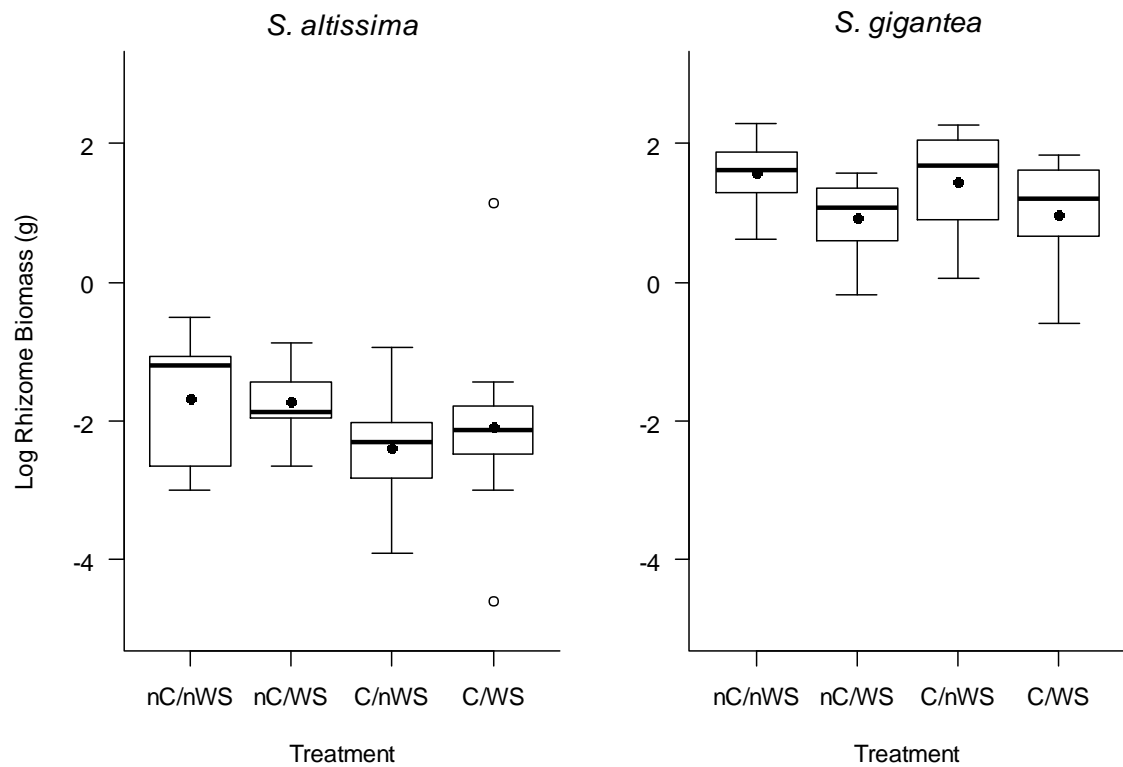 S. altissima
S. gigantea
Log Rhizome Biomass (g)
2
0
-2
-4
nC/nWS nC/WS C/nWS C/WS
Treatment
2
0
-2
-4
nC/nWS nC/WS C/nWS C/WS
Treatment